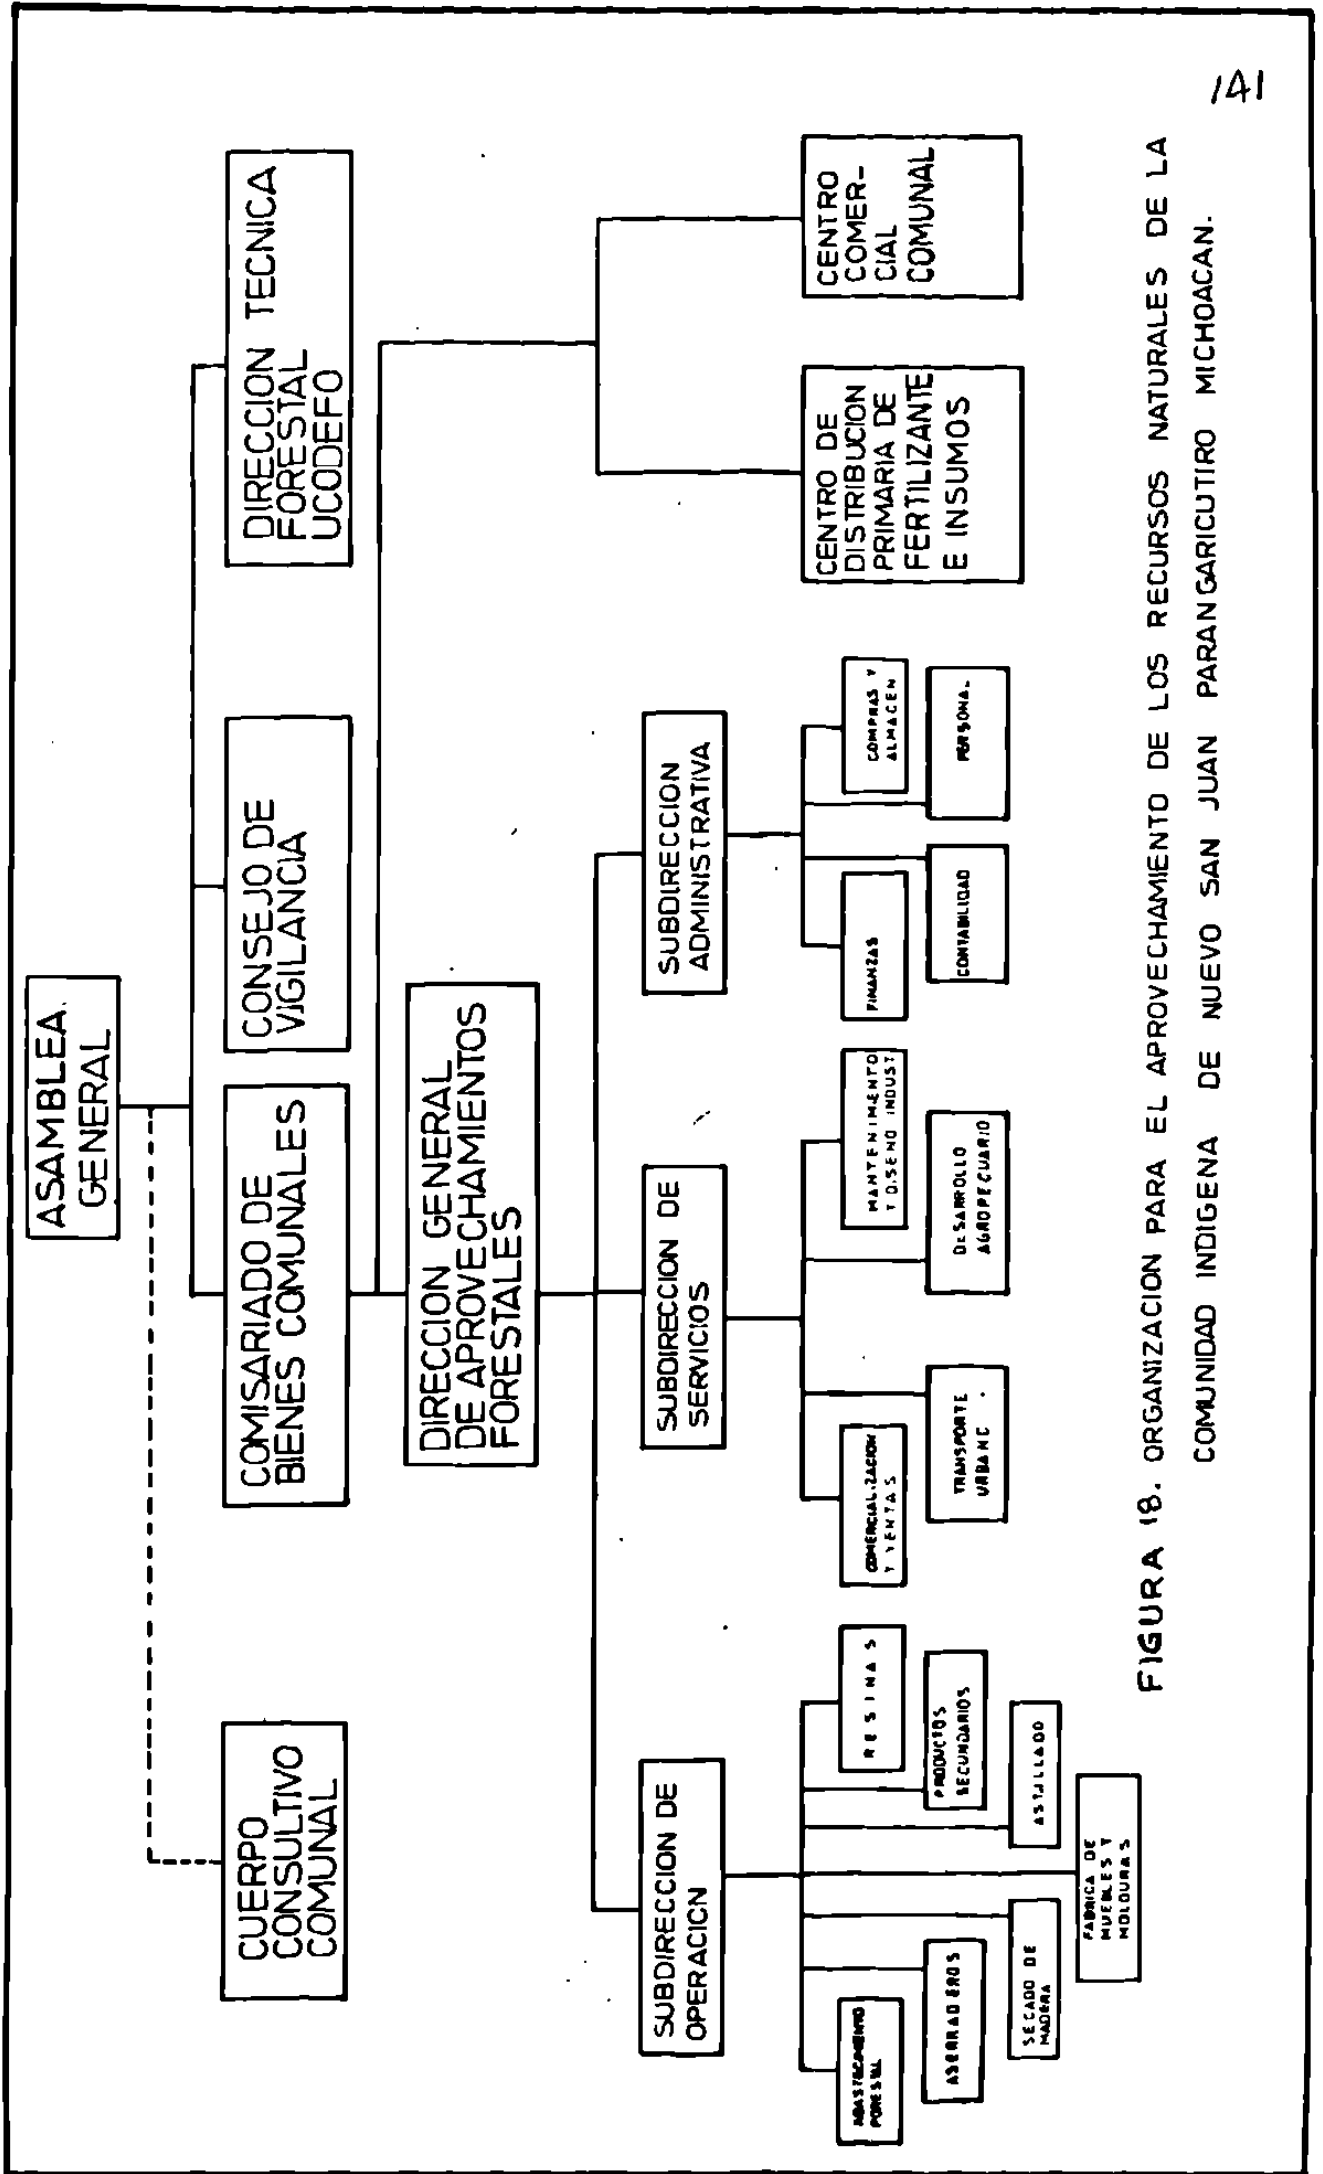 141
ASAMBLEA
GENERAL
CUERPO
CONSULTIVO
COMUNAL
COMISARIADO DE
BIENES COMUNALES
CONSEJO DE
VIGILANCIA
DIRECCION TECNICA
FORESTAL
UCODEFO
DIRECCION GENERAL
DE APROVECHAMIENTOS
FORESTALES
SUBDIRECCION DE
OPERACION
SUBDIRECCION DE
SERVICIOS
SUBDIRECCION
ADMINISTRATIVA
CENTRO DE
DISTRIBUCION
PRIMARIA DE
FERTILIZANTE
E INSUMOS
CENTRO
COMER-
CIAL
COMUNAL
ABASTECIMIENTO
FORESTAL
ASERRADEROS
SECADO DE
MADERA
FABRICA DE
MUEBLES Y
MOLDURAS
ASTILLADO
PRODUCTOS
SECUNDARIOS
RESINAS
COMERCIALIZACION
Y VENTAS
TRANSPORTE
URBANO
DESARROLLO
AGROPECUARIO
MANTENIMIENTO
Y DISENO INDUST
FINANZAS
CONTABILIDAD
PERSONAL
COMPRAS Y
ALMACEN
FIGURA 18. ORGANIZACION PARA EL APROVECHAMIENTO DE LOS RECURSOS NATURALES DE LA
COMUNIDAD INDIGENA DE NUEVO SAN JUAN PARANGARICUTIRO MICHOACAN.